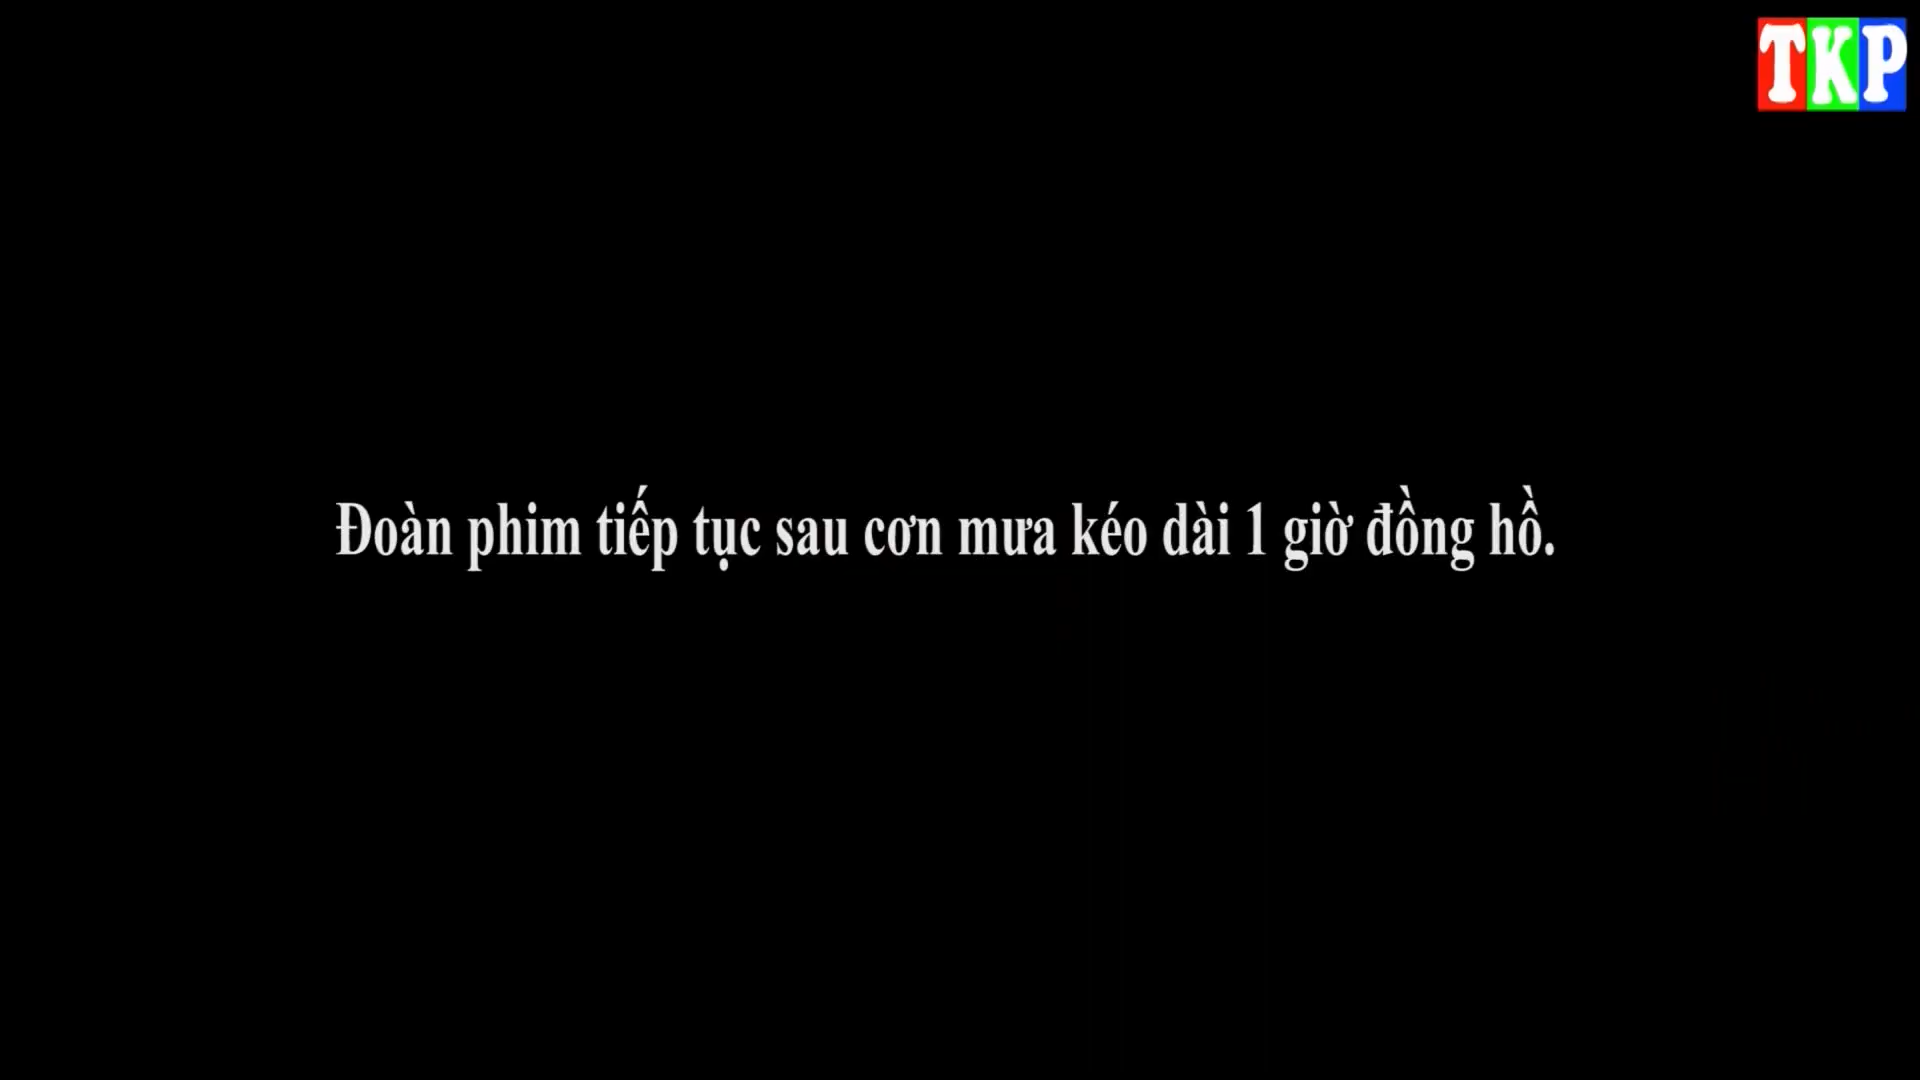 TKP
Đoàn phim tiếp tục sau cơn mưa kéo dài 1 giờ đồng hồ.